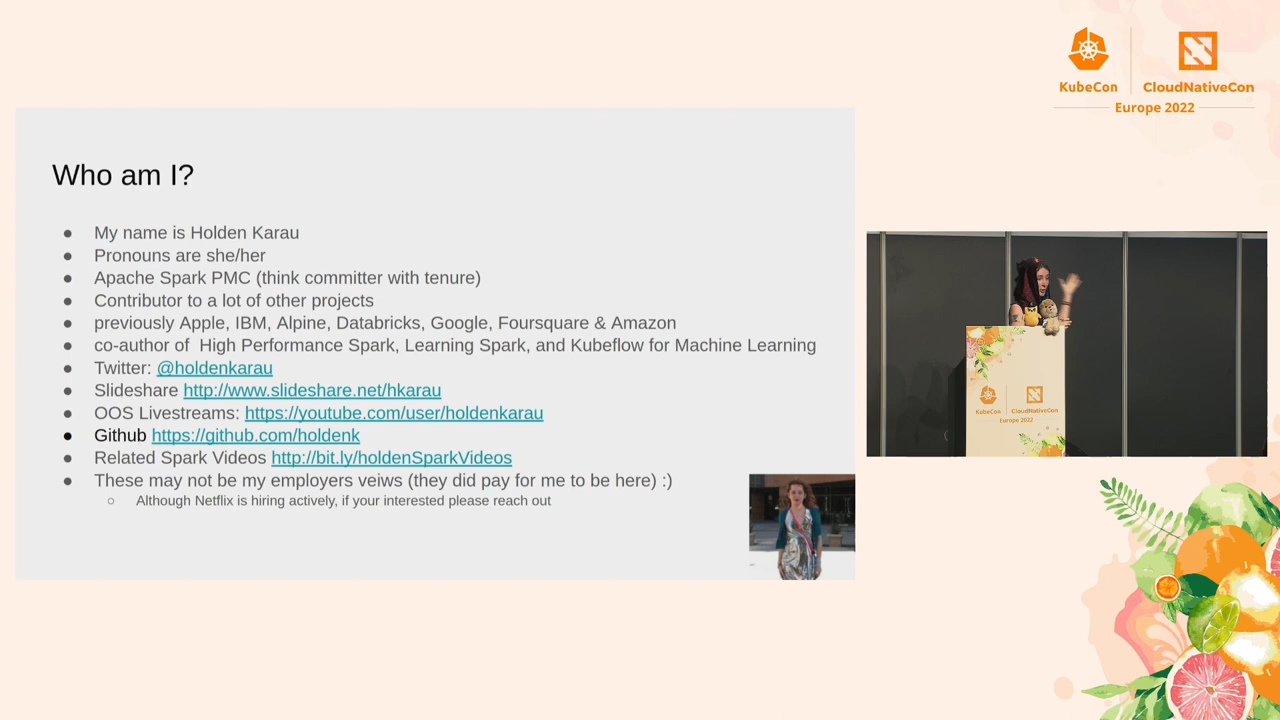 KubeCon
CloudNativeCon
Europe 2022
Who am I?
● My name is Holden Karau
● Pronouns are she/her
● Apache Spark PMC (think committer with tenure)
● Contributor to a lot of other projects
● previously Apple, IBM, Alpine, Databricks, Google, Foursquare & Amazon
● co-author of High Performance Spark, Learning Spark, and Kubeflow for Machine Learning
● Twitter: @holdenkarau
● Slideshare http://www.slideshare.net/hkarau
● OOS Livestreams: https://youtube.com/user/holdenkarau
● Github https://github.com/holdenk
● Related Spark Videos http://bit.ly/holdenSparkVideos
● These may not be my employers veiws (they did pay for me to be here) :)
○ Although Netflix is hiring actively, if your interested please reach out
KubeCon
CloudNativeCon
Europe 2022